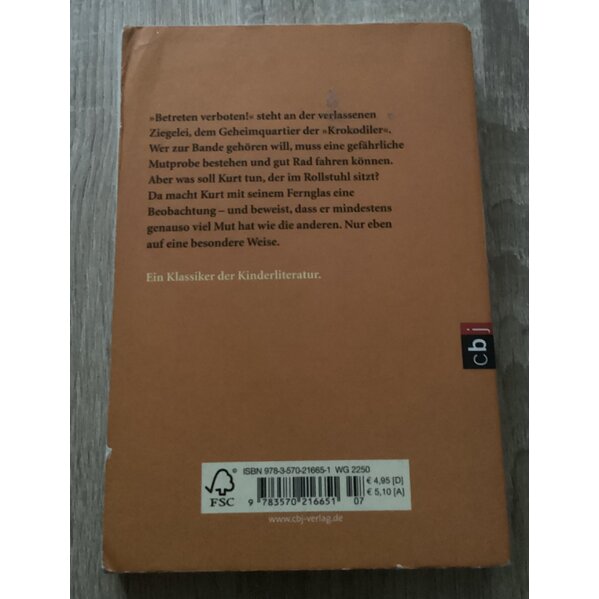 »Betreten verboten!« steht an der verlassenen
Ziegelei, dem Geheimquartier der »Krokodiler«.
Wer zur Bande gehören will, muss eine gefährliche
Mutprobe bestehen und gut Rad fahren können.
Aber was soll Kurt tun, der im Rollstuhl sitzt?
Da macht Kurt mit seinem Fernglas eine
Beobachtung – und beweist, dass er mindestens
genauso viel Mut hat wie die anderen. Nur eben
auf eine besondere Weise.
Ein Klassiker der Kinderliteratur.
cbj
ISBN 978-3-570-21665-1 WG 2250
€ 4,95 [D]
€ 5,10 [A]
FSC
9 783570 216651
07
www.cbj-verlag.de